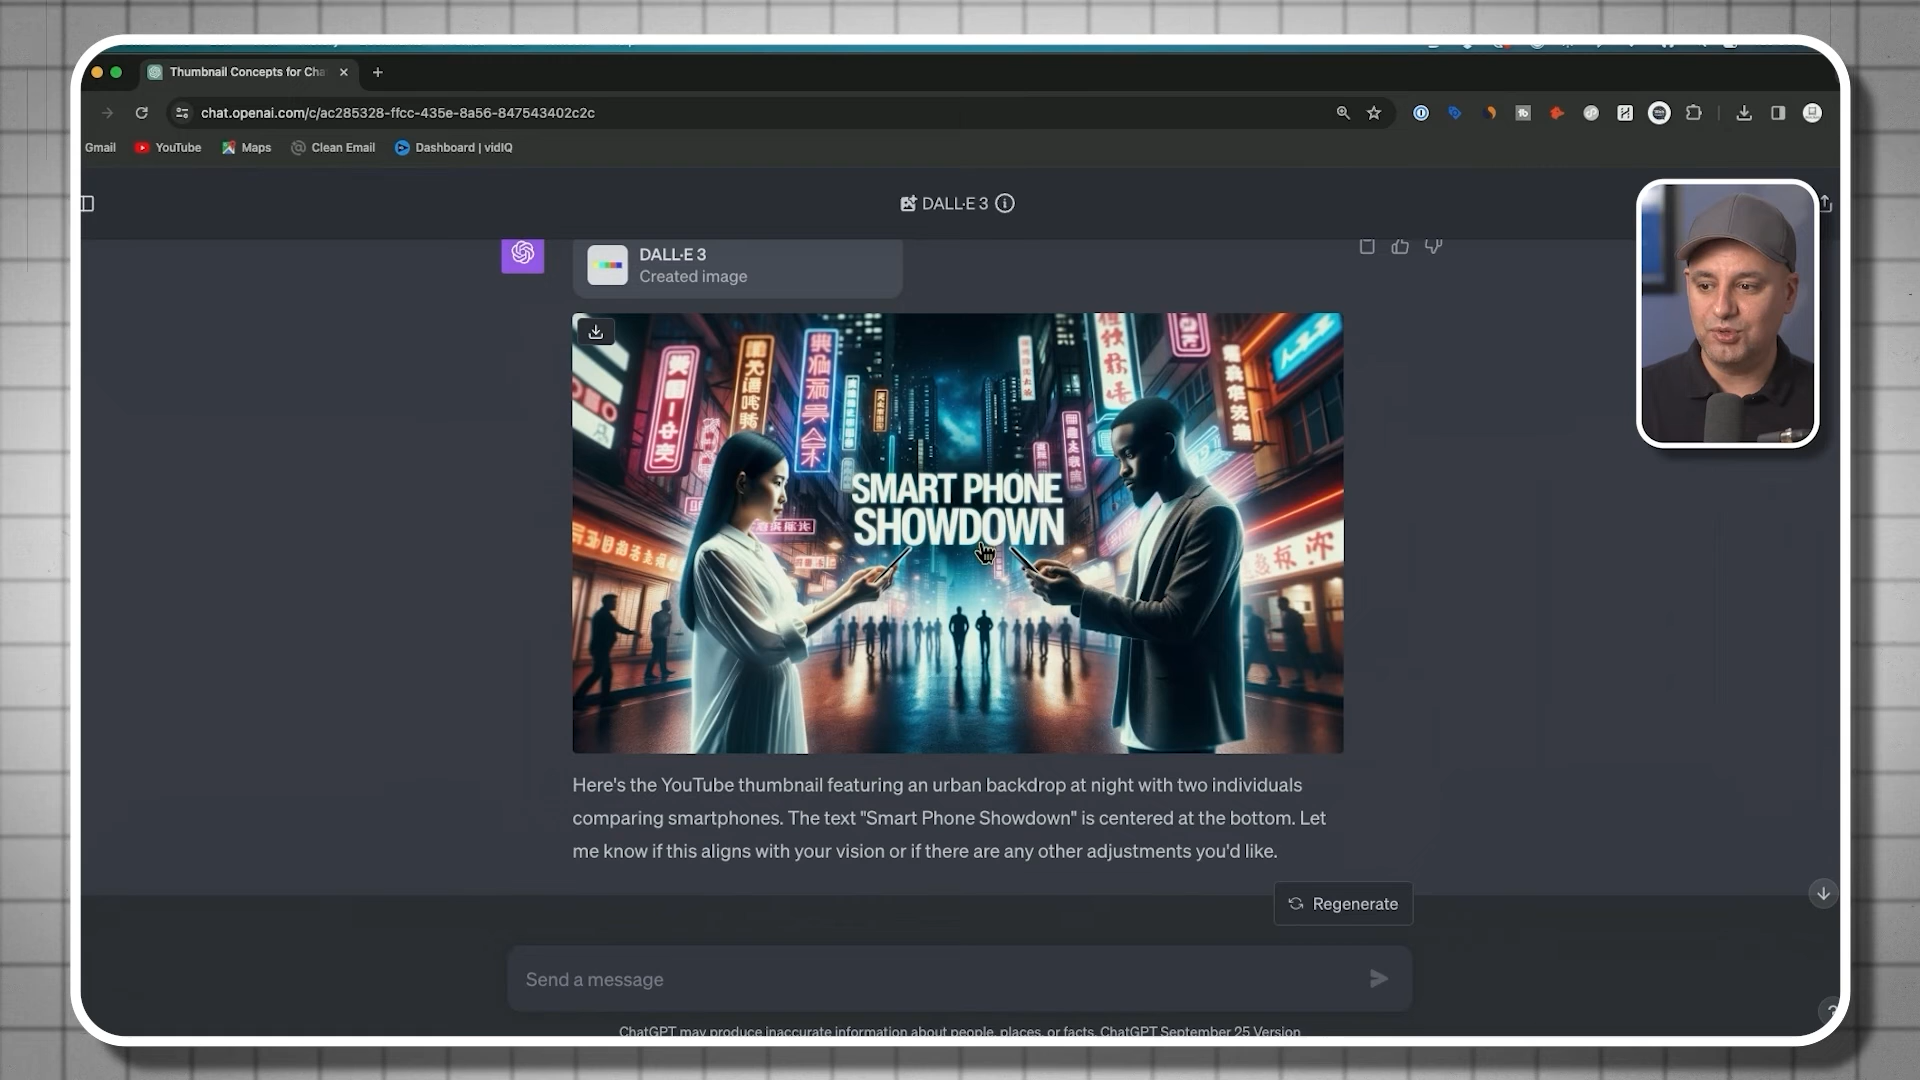 Thumbnail Concepts for Cha
chat.openai.com/c/ac285328-ffcc-435e-8a56-847543402c2c
Gmail YouTube Maps Clean Email Dashboard | vidIQ
DALL·E 3
DALL·E 3
Created image
SMART PHONE
SHOWDOWN
Here's the YouTube thumbnail featuring an urban backdrop at night with two individuals
comparing smartphones. The text "Smart Phone Showdown" is centered at the bottom. Let
me know if this aligns with your vision or if there are any other adjustments you'd like.
Regenerate
Send a message
ChatGPT may produce inaccurate information about people, places, or facts. ChatGPT September 25 Version